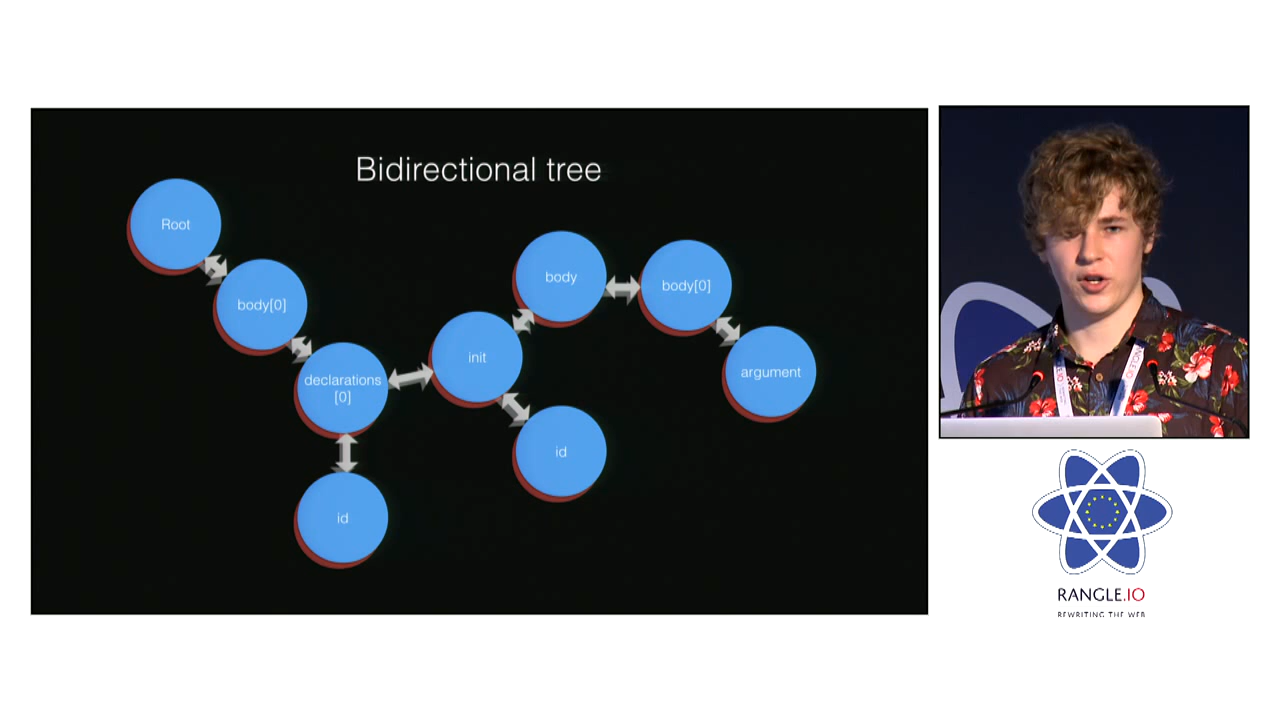 Bidirectional tree
Root
body[0]
declarations
[0]
id
init
body
id
body[0]
argument
RANGLE.IO
REWRITING THE WEB